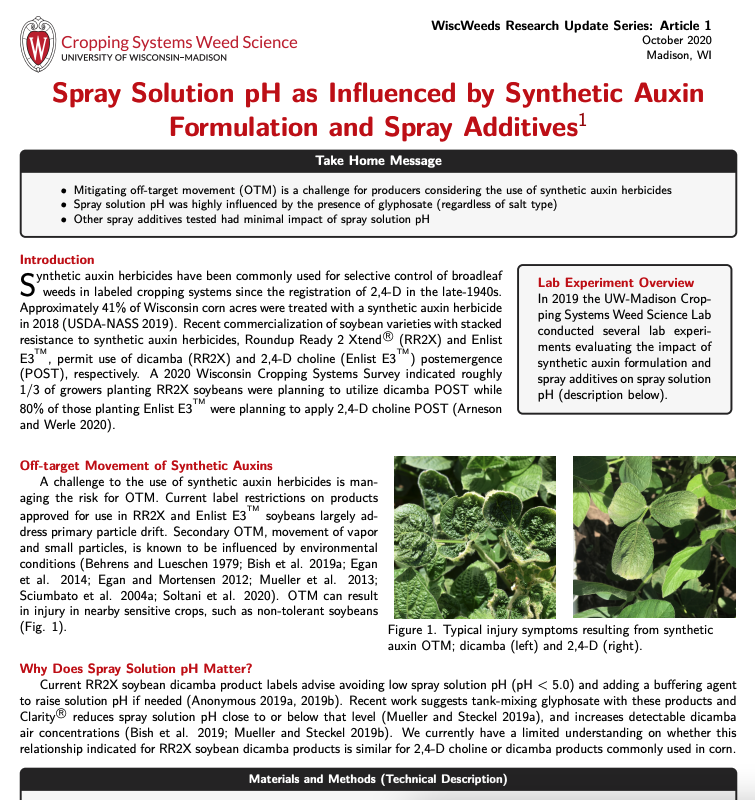 WiscWeeds Research Update Series: Article 1
October 2020
Madison, WI
W
Cropping Systems Weed Science
UNIVERSITY OF WISCONSIN–MADISON
Spray Solution pH as Influenced by Synthetic Auxin
Formulation and Spray Additives1
Take Home Message
• Mitigating off-target movement (OTM) is a challenge for producers considering the use of synthetic auxin herbicides
• Spray solution pH was highly influenced by the presence of glyphosate (regardless of salt type)
• Other spray additives tested had minimal impact of spray solution pH
Introduction
Synthetic auxin herbicides have been commonly used for selective control of broadleaf
weeds in labeled cropping systems since the registration of 2,4-D in the late-1940s.
Approximately 41% of Wisconsin corn acres were treated with a synthetic auxin herbicide
in 2018 (USDA-NASS 2019). Recent commercialization of soybean varieties with stacked
resistance to synthetic auxin herbicides, Roundup Ready 2 Xtend® (RR2X) and Enlist
E3™, permit use of dicamba (RR2X) and 2,4-D choline (Enlist E3™) postemergence
(POST), respectively. A 2020 Wisconsin Cropping Systems Survey indicated roughly
1/3 of growers planting RR2X soybeans were planning to utilize dicamba POST while
80% of those planting Enlist E3™ were planning to apply 2,4-D choline POST (Arneson
and Werle 2020).
Lab Experiment Overview
In 2019 the UW-Madison Crop-
ping Systems Weed Science Lab
conducted several lab experi-
ments evaluating the impact of
synthetic auxin formulation and
spray additives on spray solution
pH (description below).
Off-target Movement of Synthetic Auxins
A challenge to the use of synthetic auxin herbicides is man-
aging the risk for OTM. Current label restrictions on products
approved for use in RR2X and Enlist E3™ soybeans largely ad-
dress primary particle drift. Secondary OTM, movement of vapor
and small particles, is known to be influenced by environmental
conditions (Behrens and Lueschen 1979; Bish et al. 2019a; Egan
et al. 2014; Egan and Mortensen 2012; Mueller et al. 2013;
Sciumbato et al. 2004a; Soltani et al. 2020). OTM can result
in injury in nearby sensitive crops, such as non-tolerant soybeans
(Fig. 1).
Figure 1. Typical injury symptoms resulting from synthetic
auxin OTM; dicamba (left) and 2,4-D (right).
Why Does Spray Solution pH Matter?
Current RR2X soybean dicamba product labels advise avoiding low spray solution pH (pH < 5.0) and adding a buffering agent
to raise solution pH if needed (Anonymous 2019a, 2019b). Recent work suggests tank-mixing glyphosate with these products and
Clarity® reduces spray solution pH close to or below that level (Mueller and Steckel 2019a), and increases detectable dicamba
air concentrations (Bish et al. 2019; Mueller and Steckel 2019b). We currently have a limited understanding on whether this
relationship indicated for RR2X soybean dicamba products is similar for 2,4-D choline or dicamba products commonly used in corn.
Materials and Methods (Technical Description)